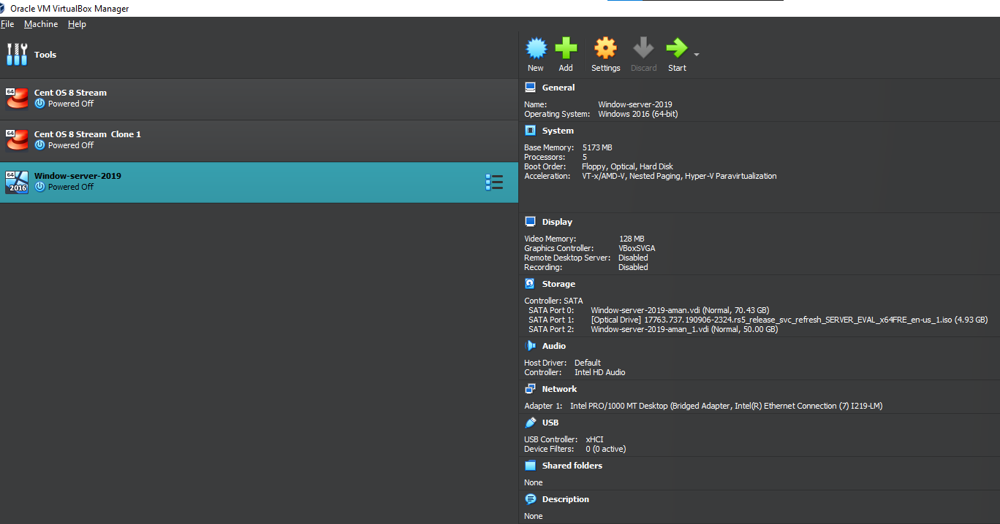 Oracle VM VirtualBox Manager
File Machine Help
Tools
64
Cent OS 8 Stream
Powered Off
64
Cent OS 8 Stream Clone 1
Powered Off
64
2016
Window-server-2019
Powered Off
New Add Settings Discard Start
General
Name: Window-server-2019
Operating System: Windows 2016 (64-bit)
System
Base Memory: 5173 MB
Processors: 5
Boot Order: Floppy, Optical, Hard Disk
Acceleration: VT-x/AMD-V, Nested Paging, Hyper-V Paravirtualization
Display
Video Memory: 128 MB
Graphics Controller: VBoxSVGA
Remote Desktop Server: Disabled
Recording: Disabled
Storage
Controller: SATA
SATA Port 0: Window-server-2019-aman.vdi (Normal, 70.43 GB)
SATA Port 1: [Optical Drive] 17763.737.190906-2324.rs5_release_svc_refresh_SERVER_EVAL_x64FRE_en-us_1.iso (4.93 GB)
SATA Port 2: Window-server-2019-aman_1.vdi (Normal, 50.00 GB)
Audio
Host Driver: Default
Controller: Intel HD Audio
Network
Adapter 1: Intel PRO/1000 MT Desktop (Bridged Adapter, Intel(R) Ethernet Connection (7) I219-LM)
USB
USB Controller: xHCI
Device Filters: 0 (0 active)
Shared folders
None
Description
None